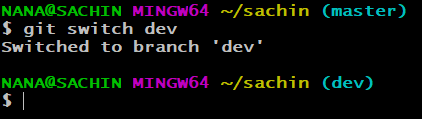 NANA@SACHIN MINGW64 ~/sachin (master)
$ git switch dev
Switched to branch 'dev'
NANA@SACHIN MINGW64 ~/sachin (dev)
$